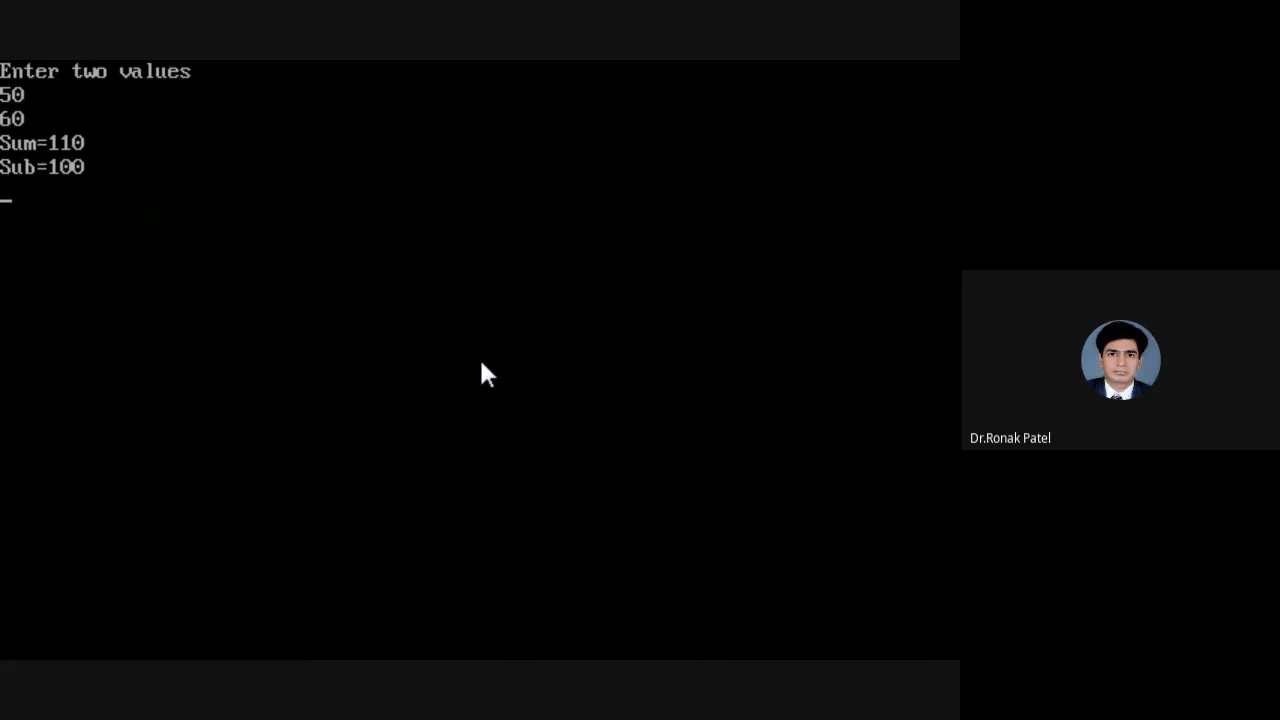 Enter two values
50
60
Sum=110
Sub=100
Dr.Ronak Patel